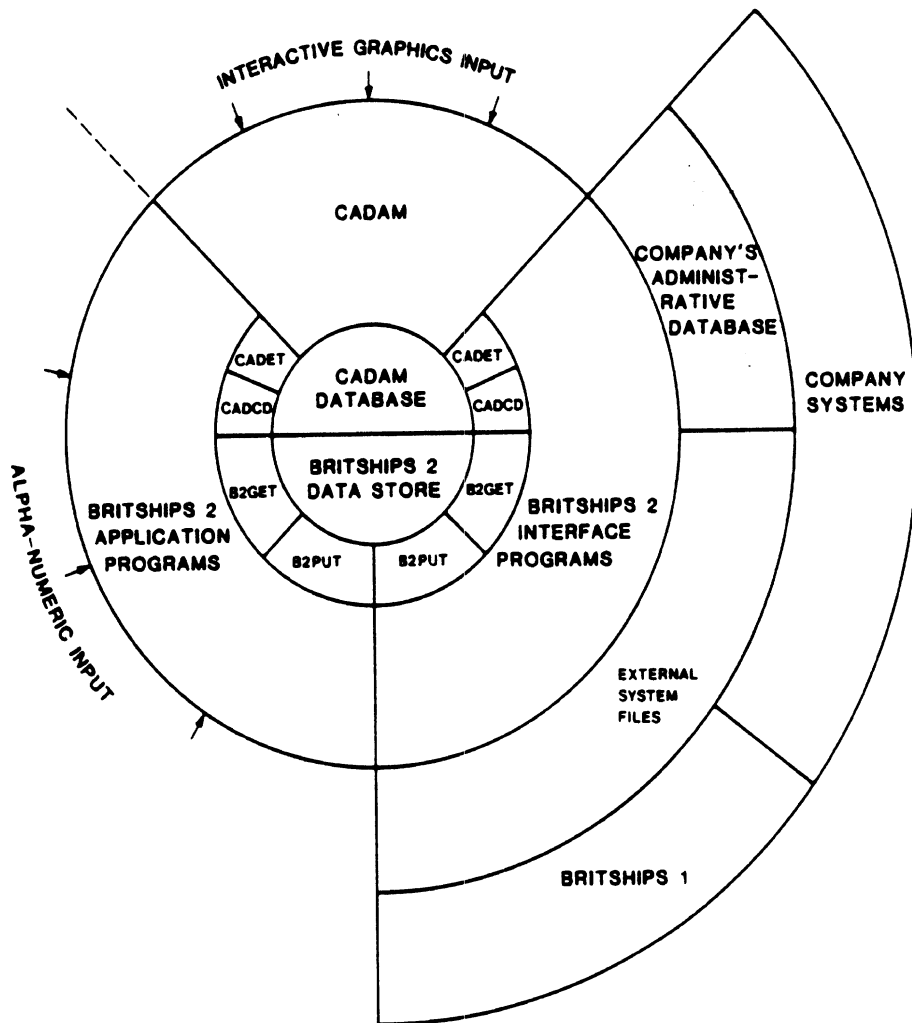 INTERACTIVE GRAPHICS INPUT
CADAM
COMPANY'S
ADMINIST-
RATIVE
DATABASE
COMPANY
SYSTEMS
CADET
CADCD
CADAM
DATABASE
CADET
CADCD
BRITSHIPS 2
DATA STORE
B2GET
B2PUT
B2GET
B2PUT
BRITSHIPS 2
APPLICATION
PROGRAMS
BRITSHIPS 2
INTERFACE
PROGRAMS
ALPHA-NUMERIC INPUT
EXTERNAL
SYSTEM
FILES
BRITSHIPS 1